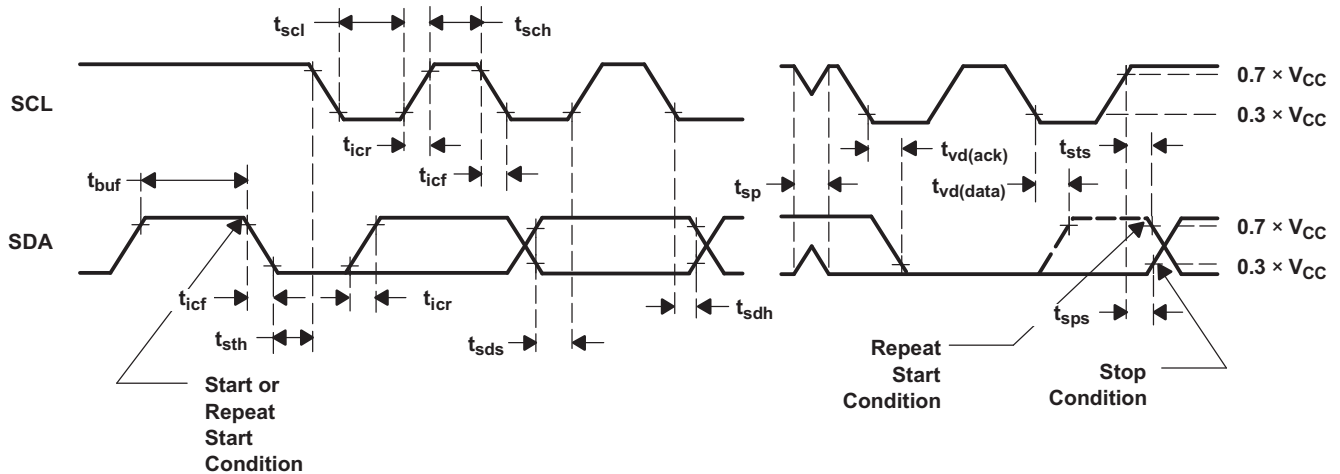 tscl
tsch
SCL
0.7 × VCC
0.3 × VCC
ticr
ticf
tbuf
tsp
tvd(ack)
tsts
tvd(data)
SDA
0.7 × VCC
0.3 × VCC
ticf
ticr
tsth
tsds
tsdh
tsps
Start or
Repeat
Start
Condition
Repeat
Start
Condition
Stop
Condition